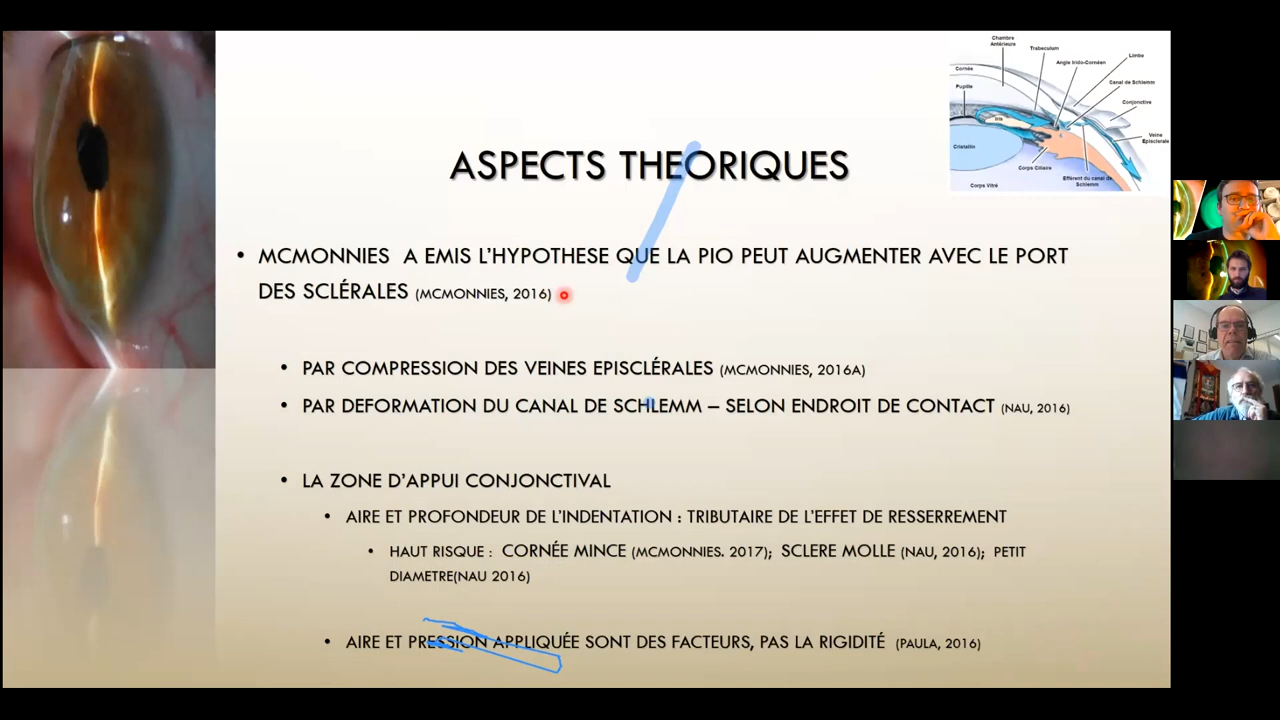 Chambre
Antérieure
Trabeculum
Limbe
Angle Irido-Cornéen
Cornée
Canal de Schlemm
Pupille
Conjonctive
Iris
Veine
Episclerale
Cristallin
Corps Ciliaire
Efférent du canal de
Schlemm
Corps Vitré
ASPECTS THEORIQUES
• MCMONNIES A EMIS L'HYPOTHESE QUE LA PIO PEUT AUGMENTER AVEC LE PORT
DES SCLÉRALES (MCMONNIES, 2016)
• PAR COMPRESSION DES VEINES EPISCLÉRALES (MCMONNIES, 2016A)
• PAR DEFORMATION DU CANAL DE SCHLEMM – SELON ENDROIT DE CONTACT (NAU, 2016)
• LA ZONE D'APPUI CONJONCTIVAL
• AIRE ET PROFONDEUR DE L'INDENTATION : TRIBUTAIRE DE L'EFFET DE RESSERREMENT
• HAUT RISQUE : CORNÉE MINCE (MCMONNIES. 2017); SCLERE MOLLE (NAU, 2016); PETIT
DIAMETRE(NAU 2016)
• AIRE ET PRESSION APPLIQUÉE SONT DES FACTEURS, PAS LA RIGIDITÉ (PAULA, 2016)